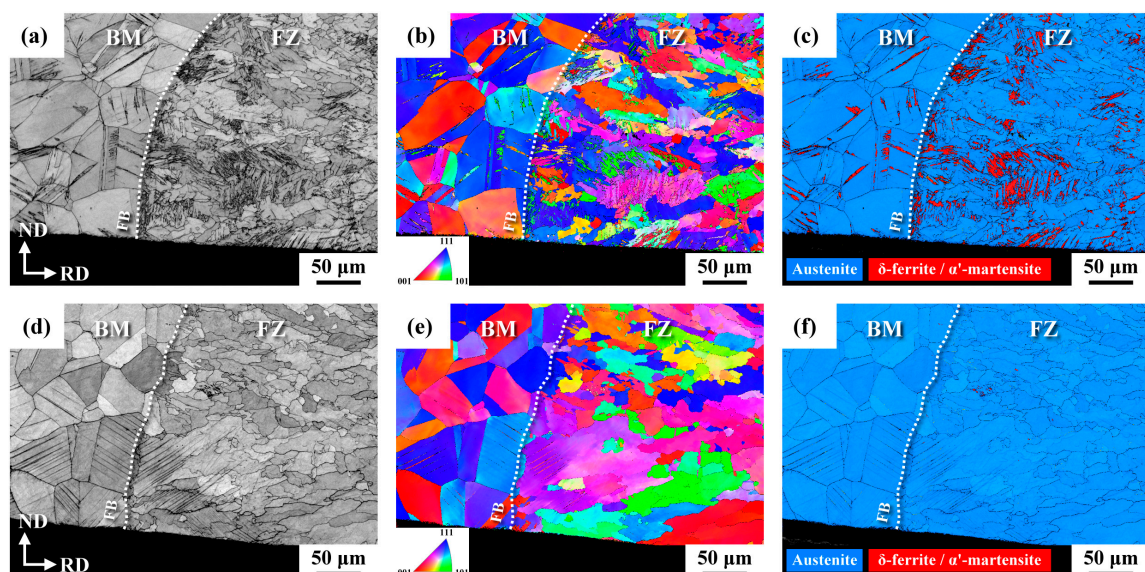 (a) BM FZ
FB
ND
RD
50 μm
(b) BM FZ
FB
111
001 101
50 μm
(c) BM FZ
FB
Austenite δ-ferrite / α'-martensite
50 μm
(d) BM FZ
FB
ND
RD
50 μm
(e) BM FZ
FB
111
001 101
50 μm
(f) BM FZ
FB
Austenite δ-ferrite / α'-martensite
50 μm